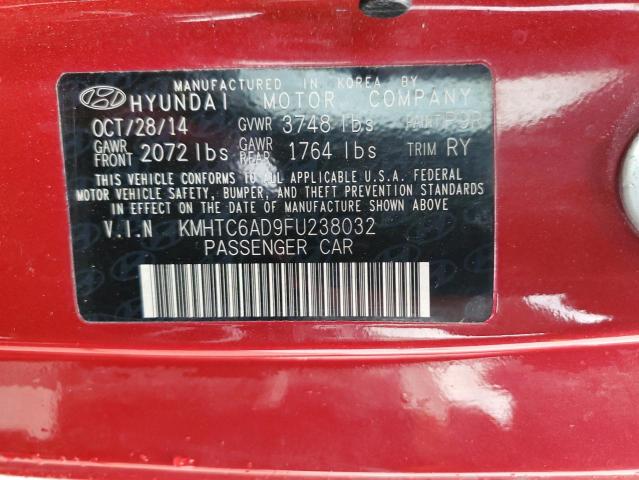 MANUFACTURED IN KOREA BY
HYUNDAI MOTOR COMPANY
OCT/28/14 GVWR 3748 lbs PAINT P9R
GAWR FRONT 2072 lbs GAWR REAR 1764 lbs TRIM RY
THIS VEHICLE CONFORMS TO ALL APPLICABLE U.S.A. FEDERAL
MOTOR VEHICLE SAFETY, BUMPER, AND THEFT PREVENTION STANDARDS
IN EFFECT ON THE DATE OF MANUFACTURE SHOWN ABOVE
V.I.N KMHTC6AD9FU238032
PASSENGER CAR